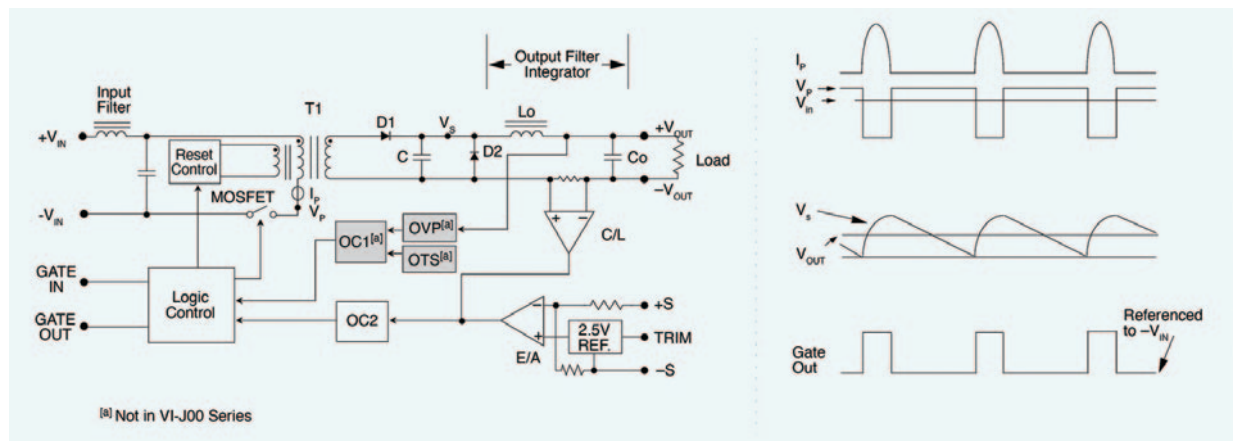 Output Filter
Integrator
Input
Filter
T1
D1
Vs
Lo
+VIN
+VOUT
Reset
Control
C
D2
Co
Load
MOSFET
IP
VP
-VIN
–VOUT
C/L
OC1[a]
OVP[a]
OTS[a]
GATE
IN
GATE
OUT
Logic
Control
OC2
E/A
2.5V
REF.
+S
TRIM
–S
[a] Not in VI-J00 Series
IP
VP
Vin
Vs
VOUT
Gate
Out
Referenced
to –VIN